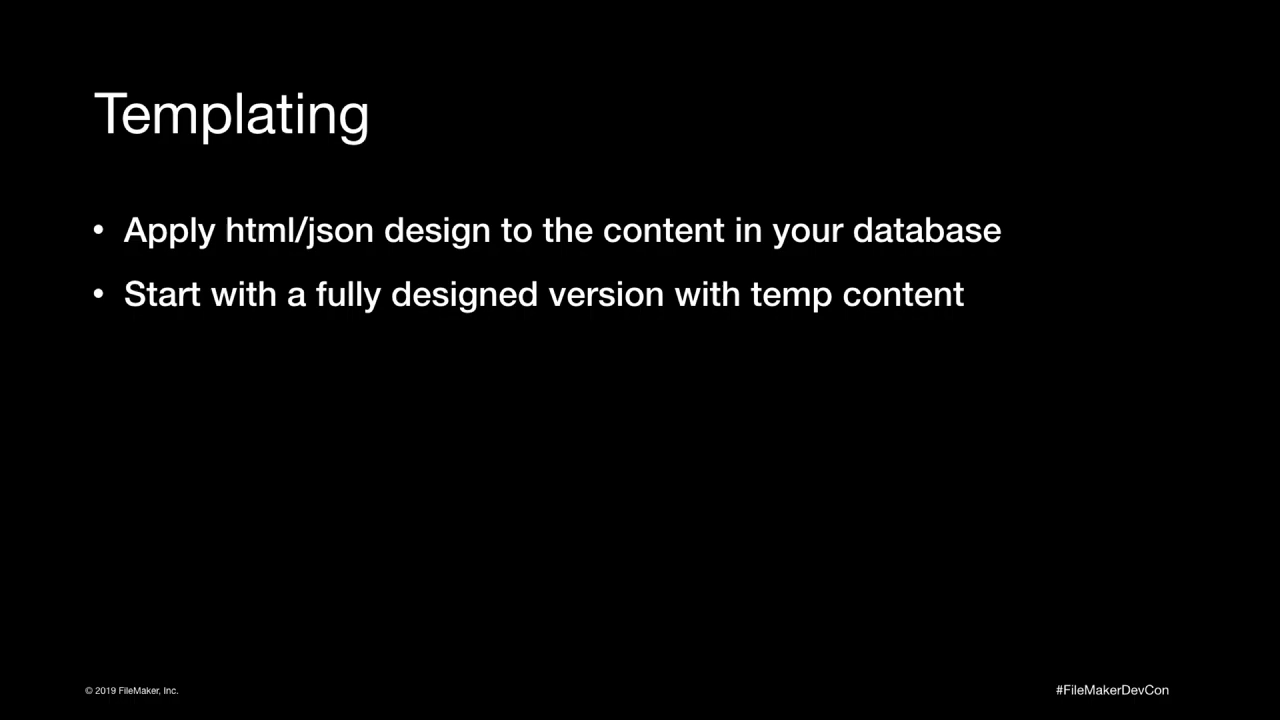 Templating
• Apply html/json design to the content in your database
• Start with a fully designed version with temp content
© 2019 FileMaker, Inc.
#FileMakerDevCon